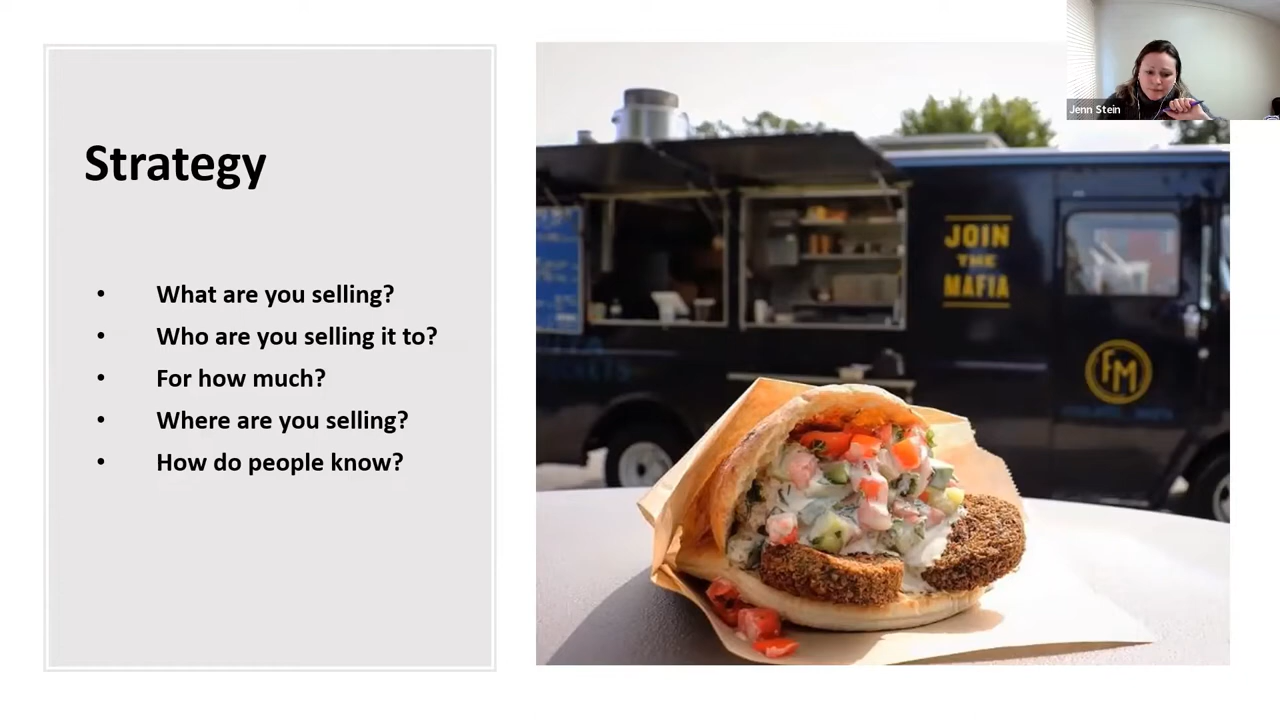 Strategy
• What are you selling?
• Who are you selling it to?
• For how much?
• Where are you selling?
• How do people know?
Jenn Stein
JOIN
THE
MAFIA
FM